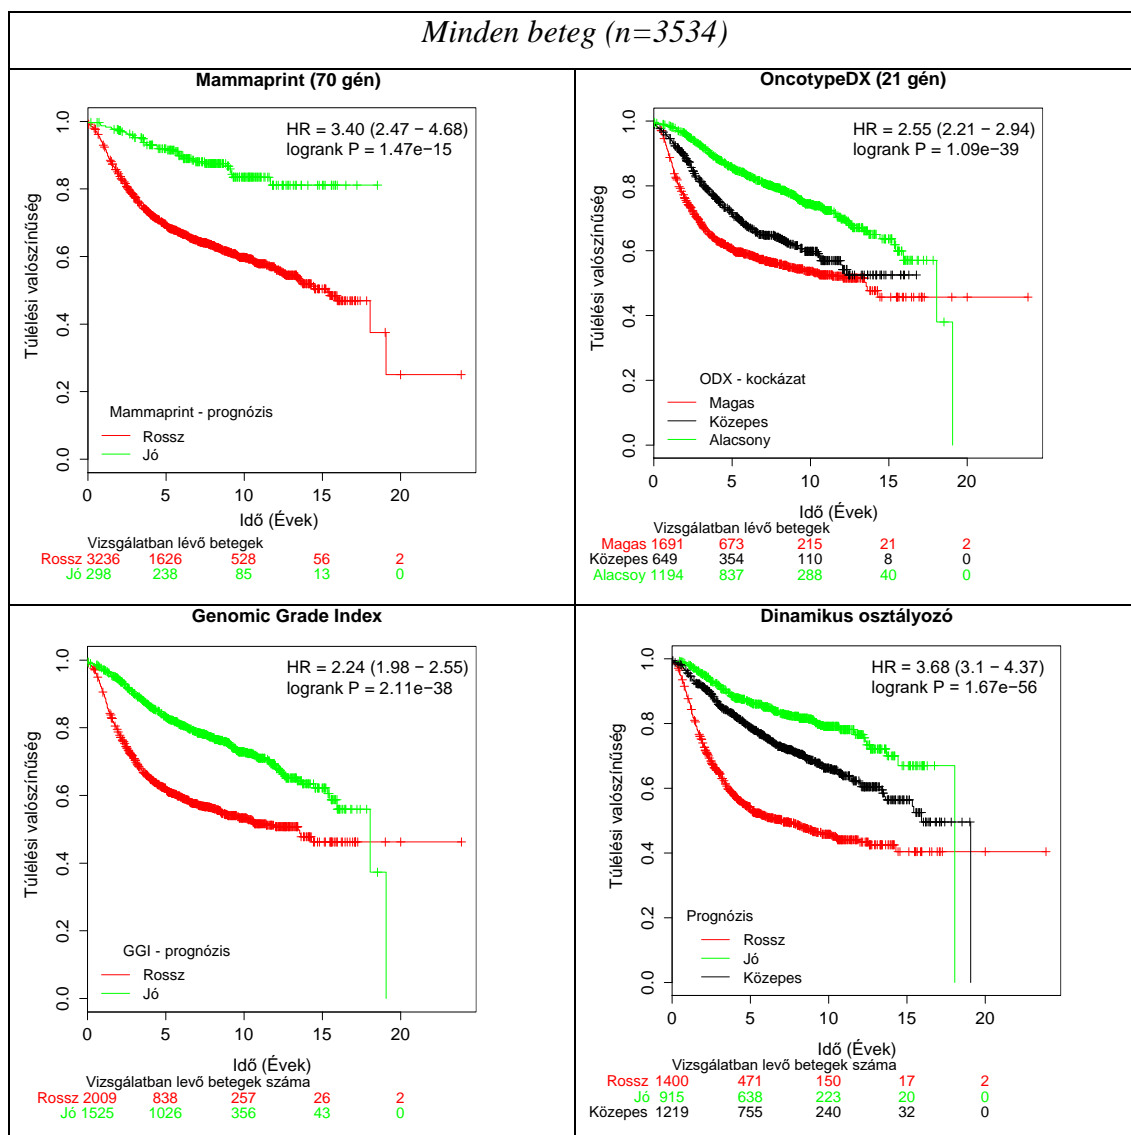 Minden beteg (n=3534)
Mammaprint (70 gén)
HR = 3.40 (2.47 − 4.68)
logrank P = 1.47e−15
Túlélési valószínűség
0.0 0.2 0.4 0.6 0.8 1.0
Mammaprint - prognózis
Rossz
Jó
0 5 10 15 20
Idő (Évek)
Vizsgálatban lévő betegek
Rossz 3236 1626 528 56 2
Jó 298 238 85 13 0
OncotypeDX (21 gén)
HR = 2.55 (2.21 − 2.94)
logrank P = 1.09e−39
Túlélési valószínűség
0.0 0.2 0.4 0.6 0.8 1.0
ODX - kockázat
Magas
Közepes
Alacsony
0 5 10 15 20
Idő (Évek)
Vizsgálatban lévő betegek
Magas 1691 673 215 21 2
Közepes 649 354 110 8 0
Alacsoy 1194 837 288 40 0
Genomic Grade Index
HR = 2.24 (1.98 − 2.55)
logrank P = 2.11e−38
Túlélési valószínűség
0.0 0.2 0.4 0.6 0.8 1.0
GGI - prognózis
Rossz
Jó
0 5 10 15 20
Idő (Évek)
Vizsgálatban levő betegek száma
Rossz 2009 838 257 26 2
Jó 1525 1026 356 43 0
Dinamikus osztályozó
HR = 3.68 (3.1 − 4.37)
logrank P = 1.67e−56
Túlélési valószínűség
0.0 0.2 0.4 0.6 0.8 1.0
Prognózis
Rossz
Jó
Közepes
0 5 10 15 20
Idő (Évek)
Vizsgálatban levő betegek száma
Rossz 1400 471 150 17 2
Jó 915 638 223 20 0
Közepes 1219 755 240 32 0